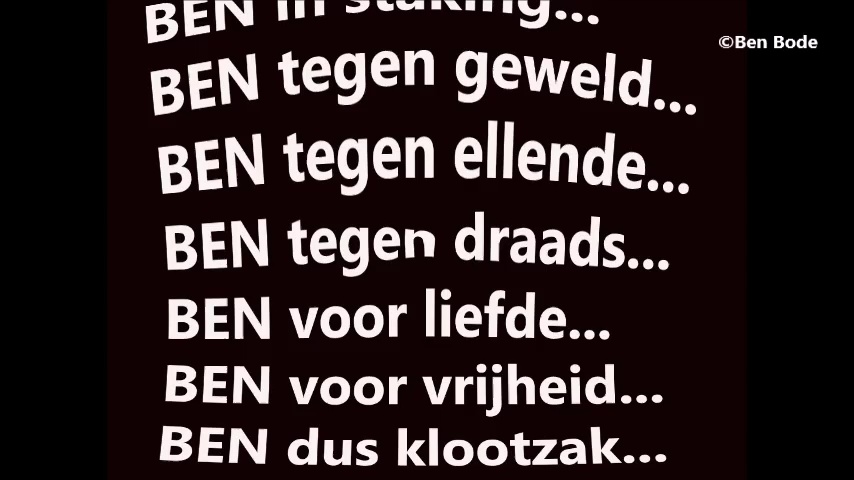 BEN in staking...
©Ben Bode
BEN tegen geweld...
BEN tegen ellende...
BEN tegen draads...
BEN voor liefde...
BEN voor vrijheid...
BEN dus klootzak...